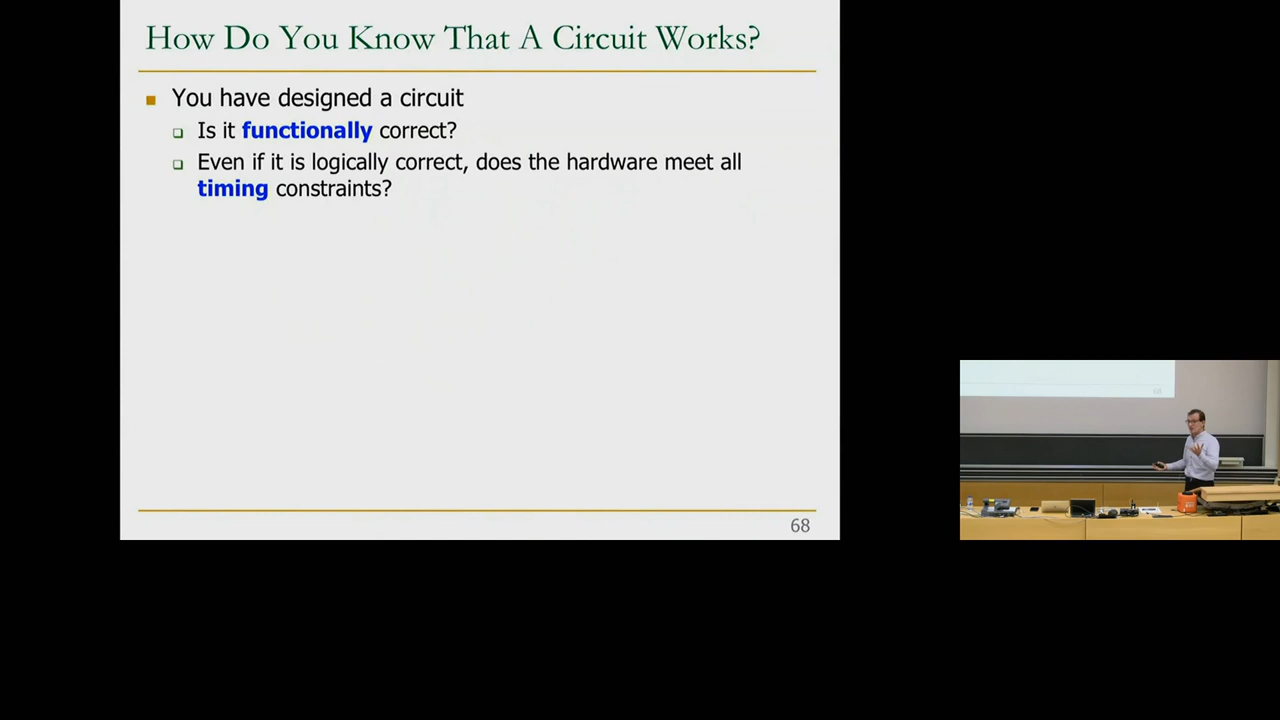 How Do You Know That A Circuit Works?
You have designed a circuit
Is it functionally correct?
Even if it is logically correct, does the hardware meet all
timing constraints?
68